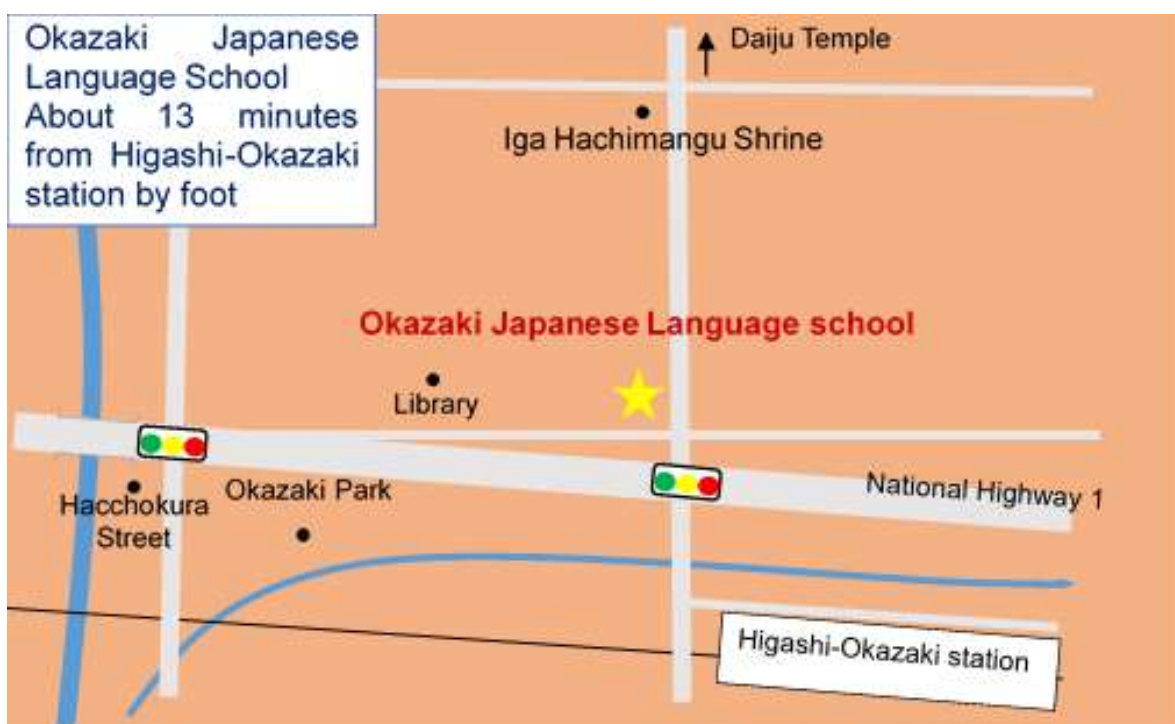 Okazaki Japanese
Language School
About 13 minutes
from Higashi-Okazaki
station by foot
Daiju Temple
Iga Hachimangu Shrine
Okazaki Japanese Language school
Library
National Highway 1
Okazaki Park
Hacchokura
Street
Higashi-Okazaki station